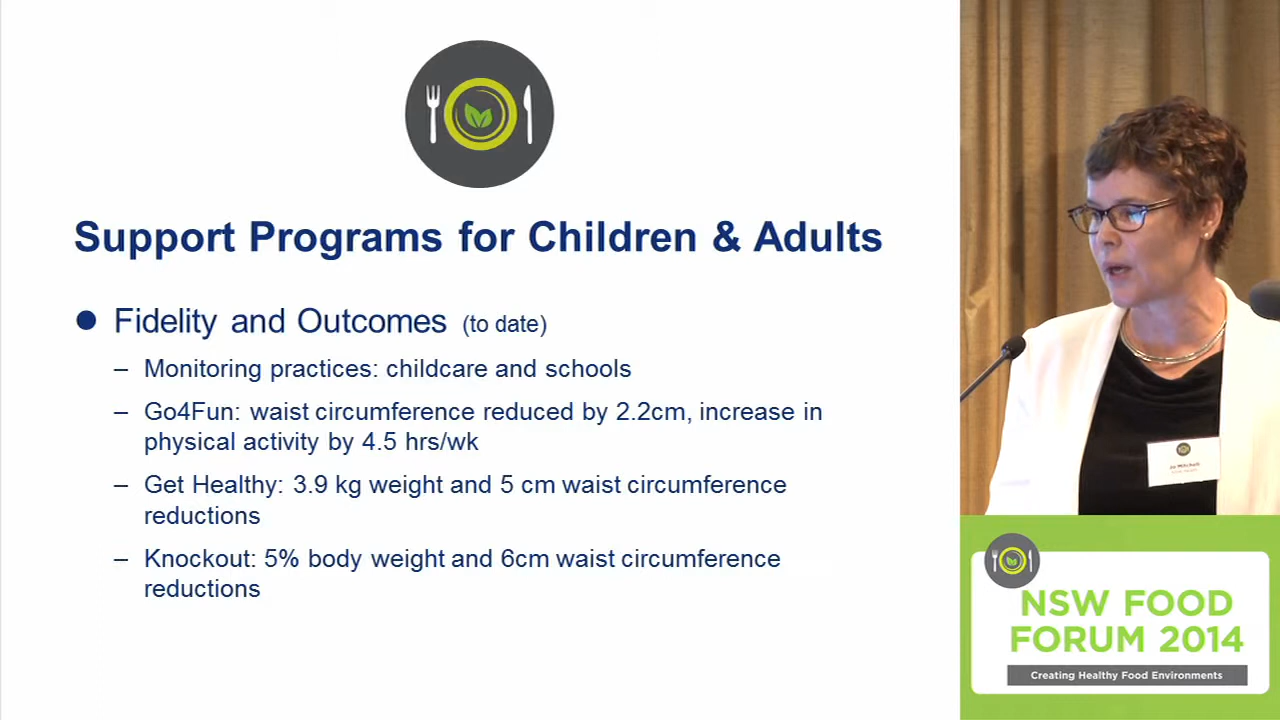 Support Programs for Children & Adults
Fidelity and Outcomes (to date)
– Monitoring practices: childcare and schools
– Go4Fun: waist circumference reduced by 2.2cm, increase in
physical activity by 4.5 hrs/wk
– Get Healthy: 3.9 kg weight and 5 cm waist circumference
reductions
– Knockout: 5% body weight and 6cm waist circumference
reductions
Jo Mitchell
NSW FOOD
FORUM 2014
Creating Healthy Food Environments